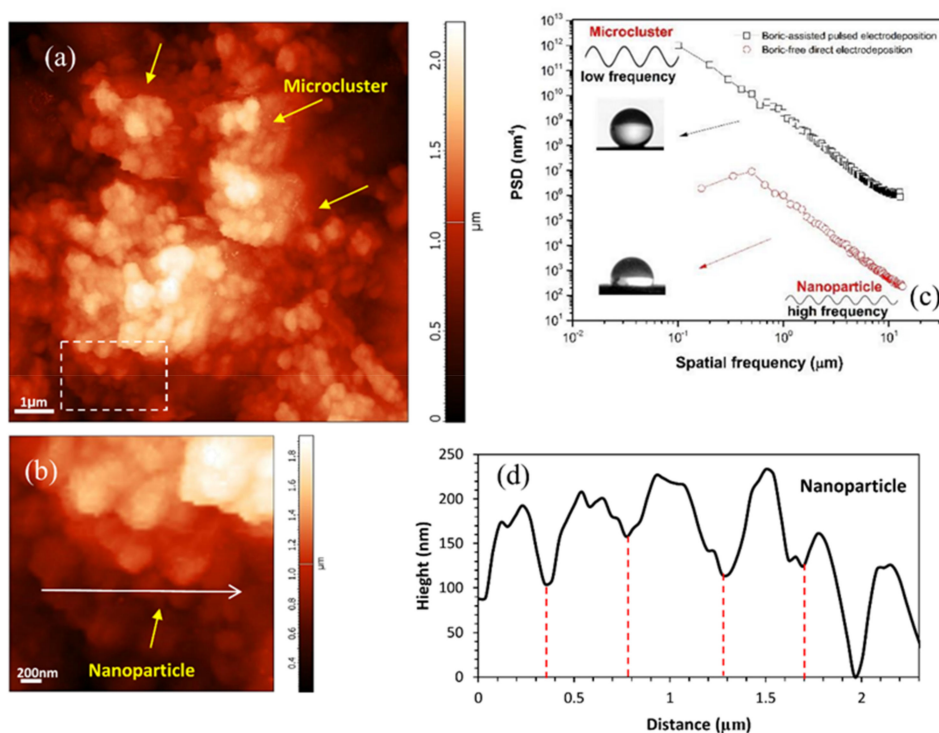 (a)
Microcluster
1µm
2.0
1.5
1.0
0.5
0
µm
(b)
Nanoparticle
200nm
1.8
1.6
1.4
1.2
1.0
0.8
0.6
0.4
µm
Microcluster
low frequency
Boric-assisted pulsed electrodeposition
Boric-free direct electrodeposition
10¹³
10¹²
10¹¹
10¹⁰
10⁹
10⁸
10⁷
10⁶
10⁵
10⁴
10³
10²
10¹
PSD (nm⁴)
Nanoparticle
high frequency
(c)
10⁻²
10⁻¹
10⁰
10¹
Spatial frequency (µm)
(d)
Nanoparticle
250
200
150
100
50
0
Hieght (nm)
0
0.5
1
1.5
2
Distance (µm)